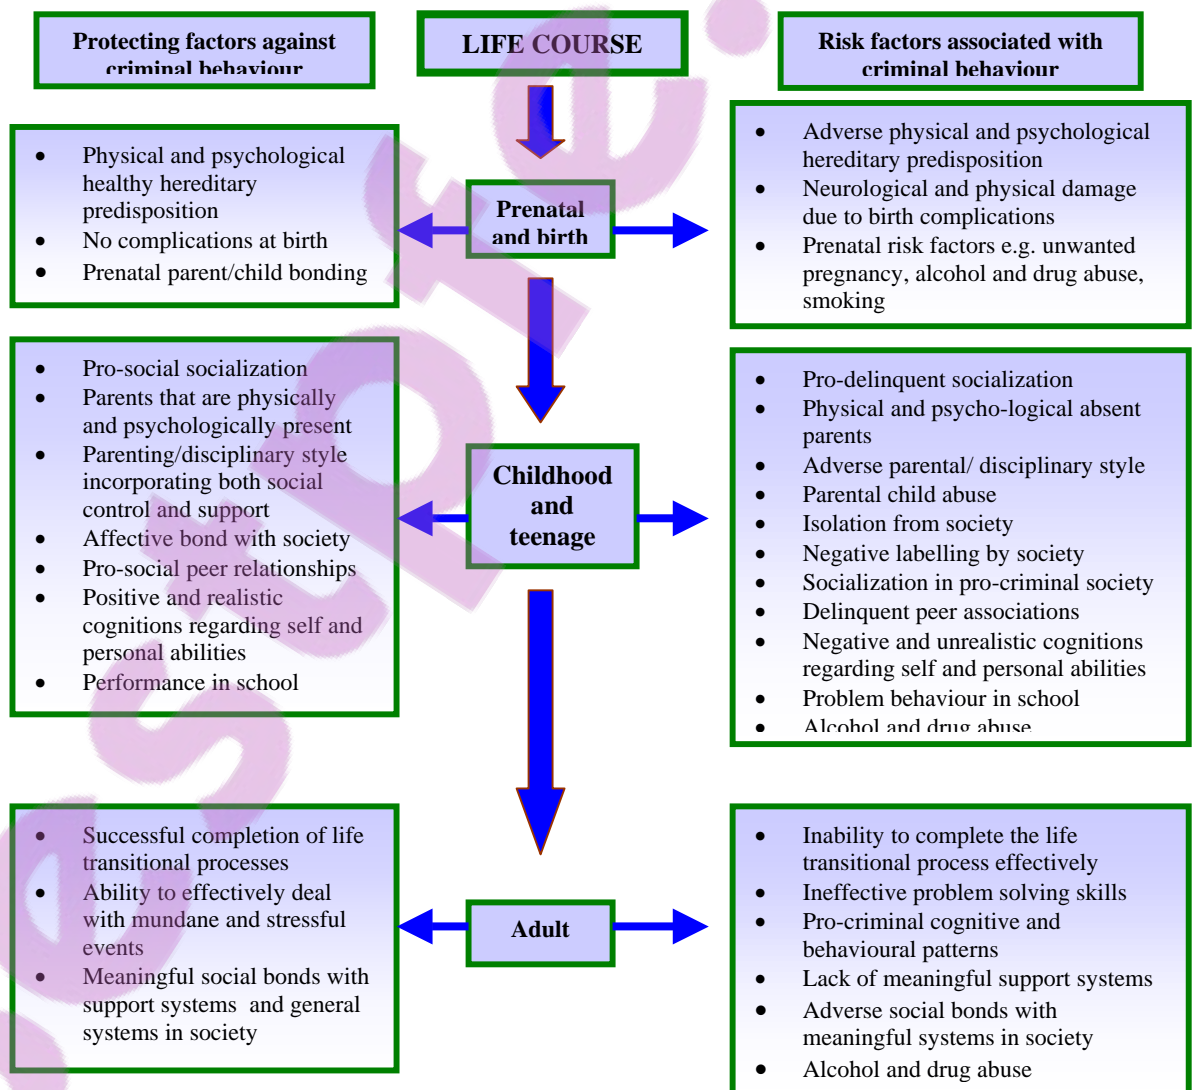 Protecting factors against
criminal behaviour
LIFE COURSE
Risk factors associated with
criminal behaviour
• Physical and psychological
healthy hereditary
predisposition
• No complications at birth
• Prenatal parent/child bonding
Prenatal
and birth
• Adverse physical and psychological
hereditary predisposition
• Neurological and physical damage
due to birth complications
• Prenatal risk factors e.g. unwanted
pregnancy, alcohol and drug abuse,
smoking
• Pro-social socialization
• Parents that are physically
and psychologically present
• Parenting/disciplinary style
incorporating both social
control and support
• Affective bond with society
• Pro-social peer relationships
• Positive and realistic
cognitions regarding self and
personal abilities
• Performance in school
Childhood
and
teenage
• Pro-delinquent socialization
• Physical and psycho-logical absent
parents
• Adverse parental/ disciplinary style
• Parental child abuse
• Isolation from society
• Negative labelling by society
• Socialization in pro-criminal society
• Delinquent peer associations
• Negative and unrealistic cognitions
regarding self and personal abilities
• Problem behaviour in school
• Alcohol and drug abuse
• Successful completion of life
transitional processes
• Ability to effectively deal
with mundane and stressful
events
• Meaningful social bonds with
support systems and general
systems in society
Adult
• Inability to complete the life
transitional process effectively
• Ineffective problem solving skills
• Pro-criminal cognitive and
behavioural patterns
• Lack of meaningful support systems
• Adverse social bonds with
meaningful systems in society
• Alcohol and drug abuse
estpfe.